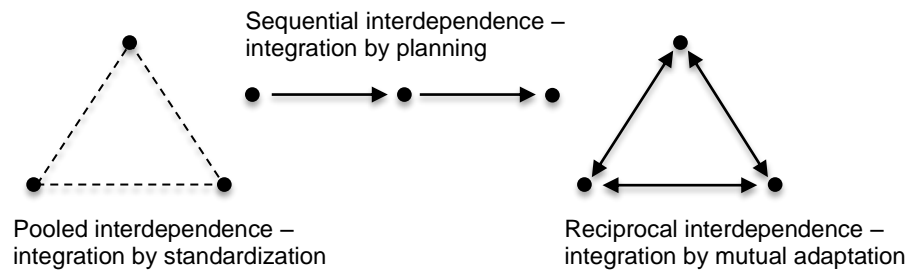 Sequential interdependence –
integration by planning
Pooled interdependence –
integration by standardization
Reciprocal interdependence –
integration by mutual adaptation